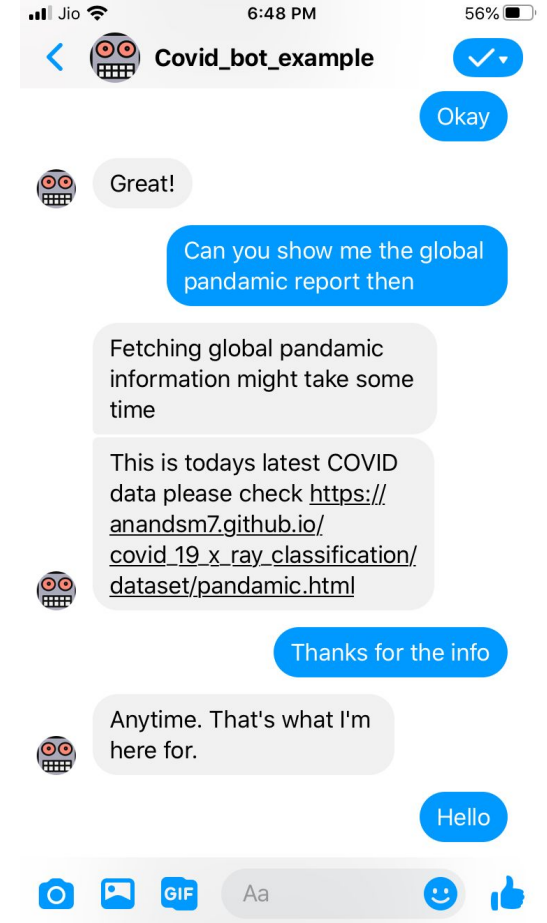 Jio 6:48 PM 56%
Covid_bot_example
Okay
Great!
Can you show me the global
pandamic report then
Fetching global pandamic
information might take some
time
This is todays latest COVID
data please check https://
anandsm7.github.io/
covid_19_x_ray_classification/
dataset/pandamic.html
Thanks for the info
Anytime. That's what I'm
here for.
Hello
GIF Aa